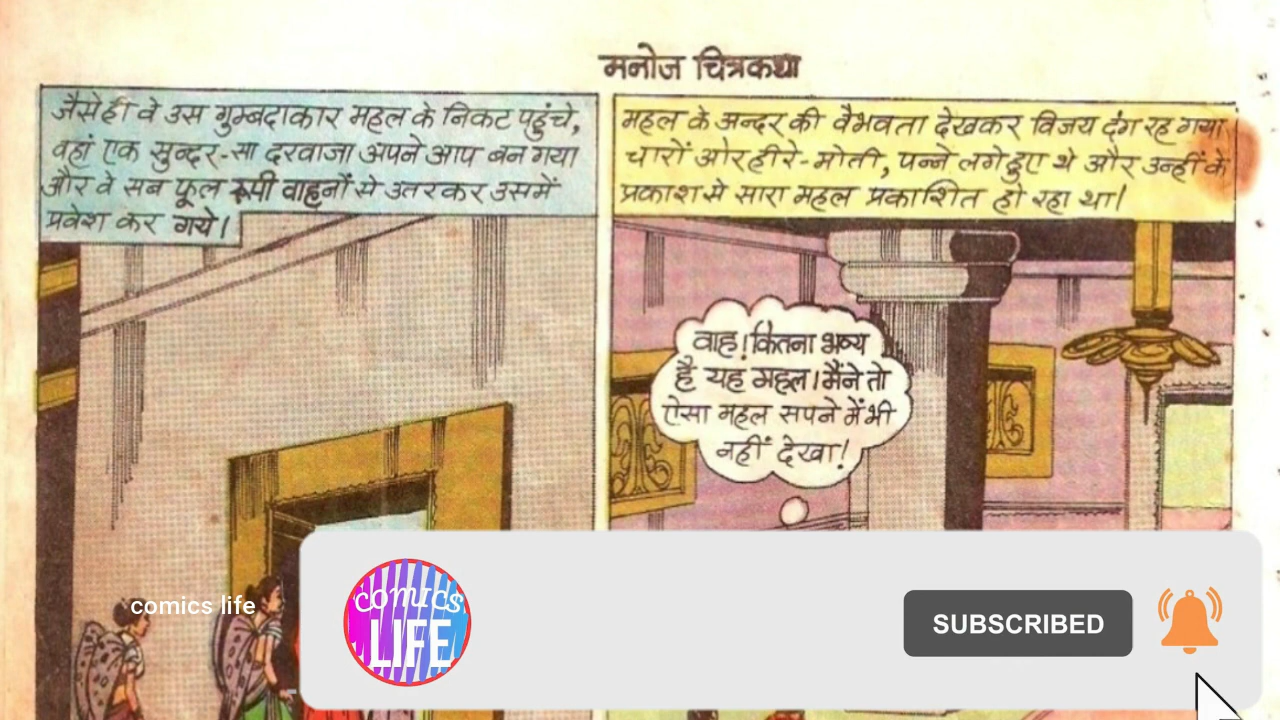 मनोज चित्रकथा
जैसे ही वे उस गुम्बदाकार महल के निकट पहुंचे,
वहां एक सुन्दर-सा दरवाजा अपने आप बन गया
और वे सब फूल रूपी वाहनों से उतरकर उसमें
प्रवेश कर गये।
महल के अन्दर की वैभवता देखकर विजय दंग रह गया
चारों ओर हीरे-मोती, पन्ने लगे हुए थे और उन्हीं के
प्रकाश से सारा महल प्रकाशित हो रहा था।
वाह! कितना भव्य
है यह महल। मैंने तो
ऐसा महल सपने में भी
नहीं देखा!
comics life
comics
LIFE
SUBSCRIBED